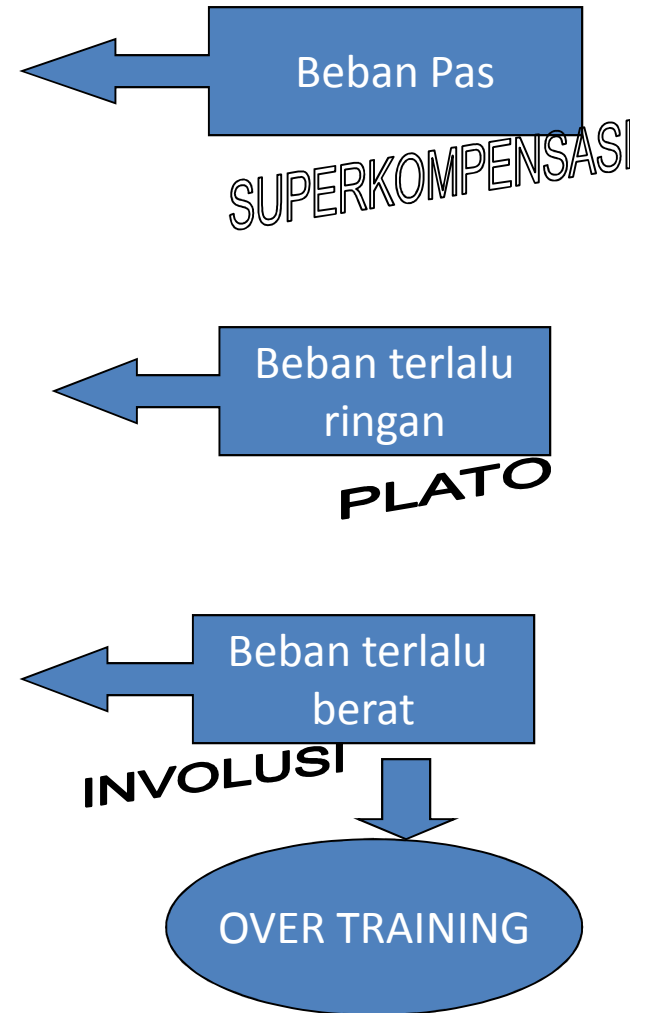 Beban Pas
SUPERKOMPENSASI
Beban terlalu
ringan
PLATO
Beban terlalu
berat
INVOLUSI
OVER TRAINING